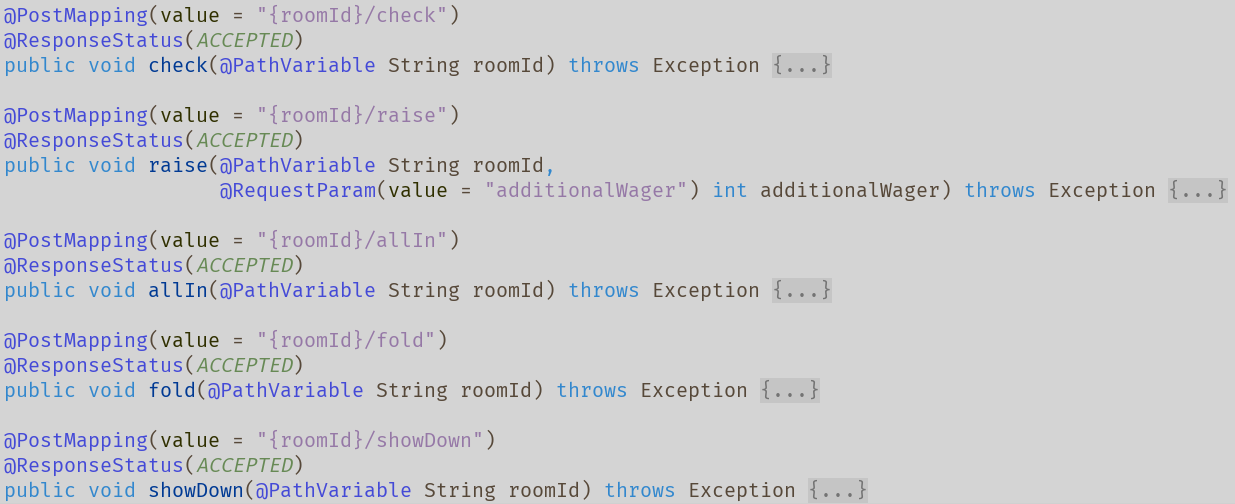 @PostMapping(value = "{roomId}/check")
@ResponseStatus(ACCEPTED)
public void check(@PathVariable String roomId) throws Exception {...}
@PostMapping(value = "{roomId}/raise")
@ResponseStatus(ACCEPTED)
public void raise(@PathVariable String roomId,
@RequestParam(value = "additionalWager") int additionalWager) throws Exception {...}
@PostMapping(value = "{roomId}/allIn")
@ResponseStatus(ACCEPTED)
public void allIn(@PathVariable String roomId) throws Exception {...}
@PostMapping(value = "{roomId}/fold")
@ResponseStatus(ACCEPTED)
public void fold(@PathVariable String roomId) throws Exception {...}
@PostMapping(value = "{roomId}/showDown")
@ResponseStatus(ACCEPTED)
public void showDown(@PathVariable String roomId) throws Exception {...}